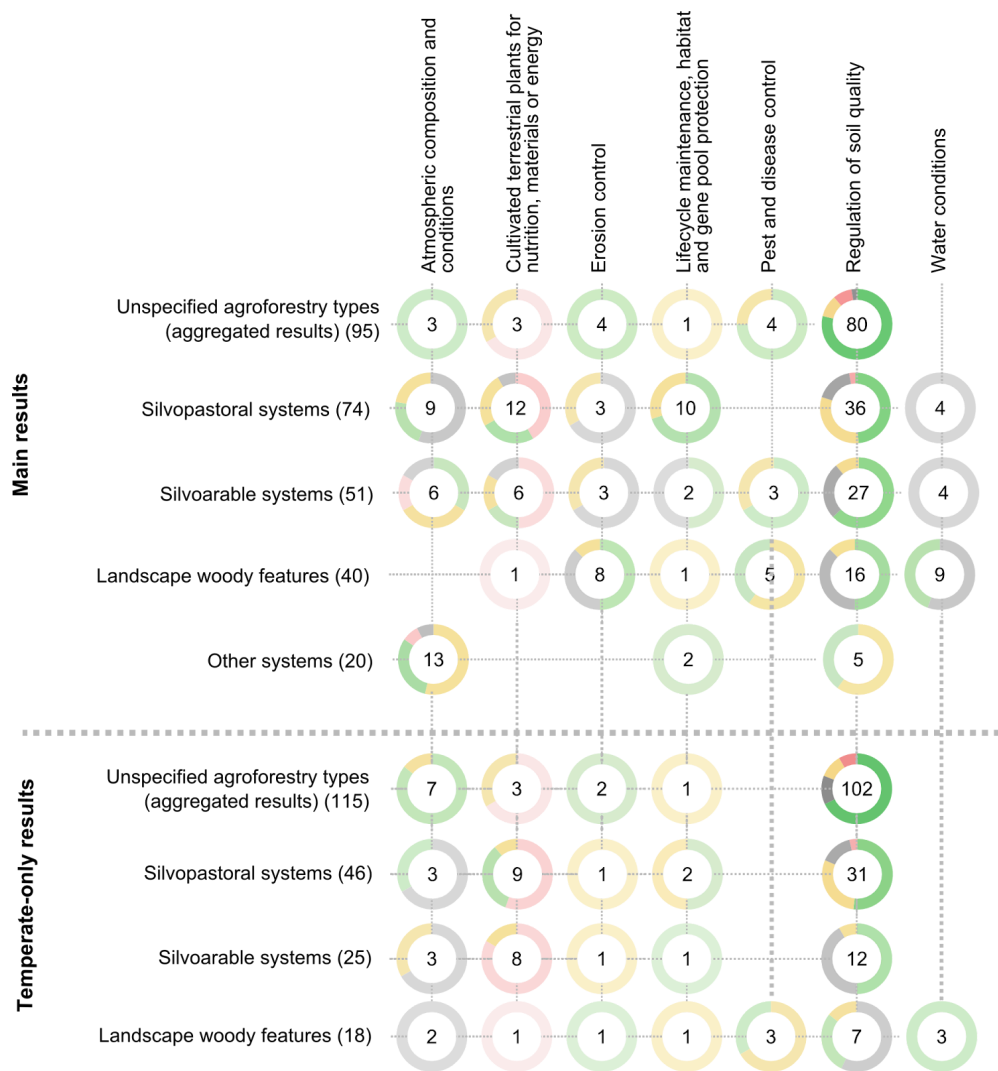 Atmospheric composition and
conditions
Cultivated terrestrial plants for
nutrition, materials or energy
Erosion control
Lifecycle maintenance, habitat
and gene pool protection
Pest and disease control
Regulation of soil quality
Water conditions
Main results
Unspecified agroforestry types
(aggregated results) (95)
3 3 4 1 4 80
Silvopastoral systems (74)
9 12 3 10 36 4
Silvoarable systems (51)
6 6 3 2 3 27 4
Landscape woody features (40)
1 8 1 5 16 9
Other systems (20)
13 2 5
Temperate-only results
Unspecified agroforestry types
(aggregated results) (115)
7 3 2 1 102
Silvopastoral systems (46)
3 9 1 2 31
Silvoarable systems (25)
3 8 1 1 12
Landscape woody features (18)
2 1 1 1 3 7 3